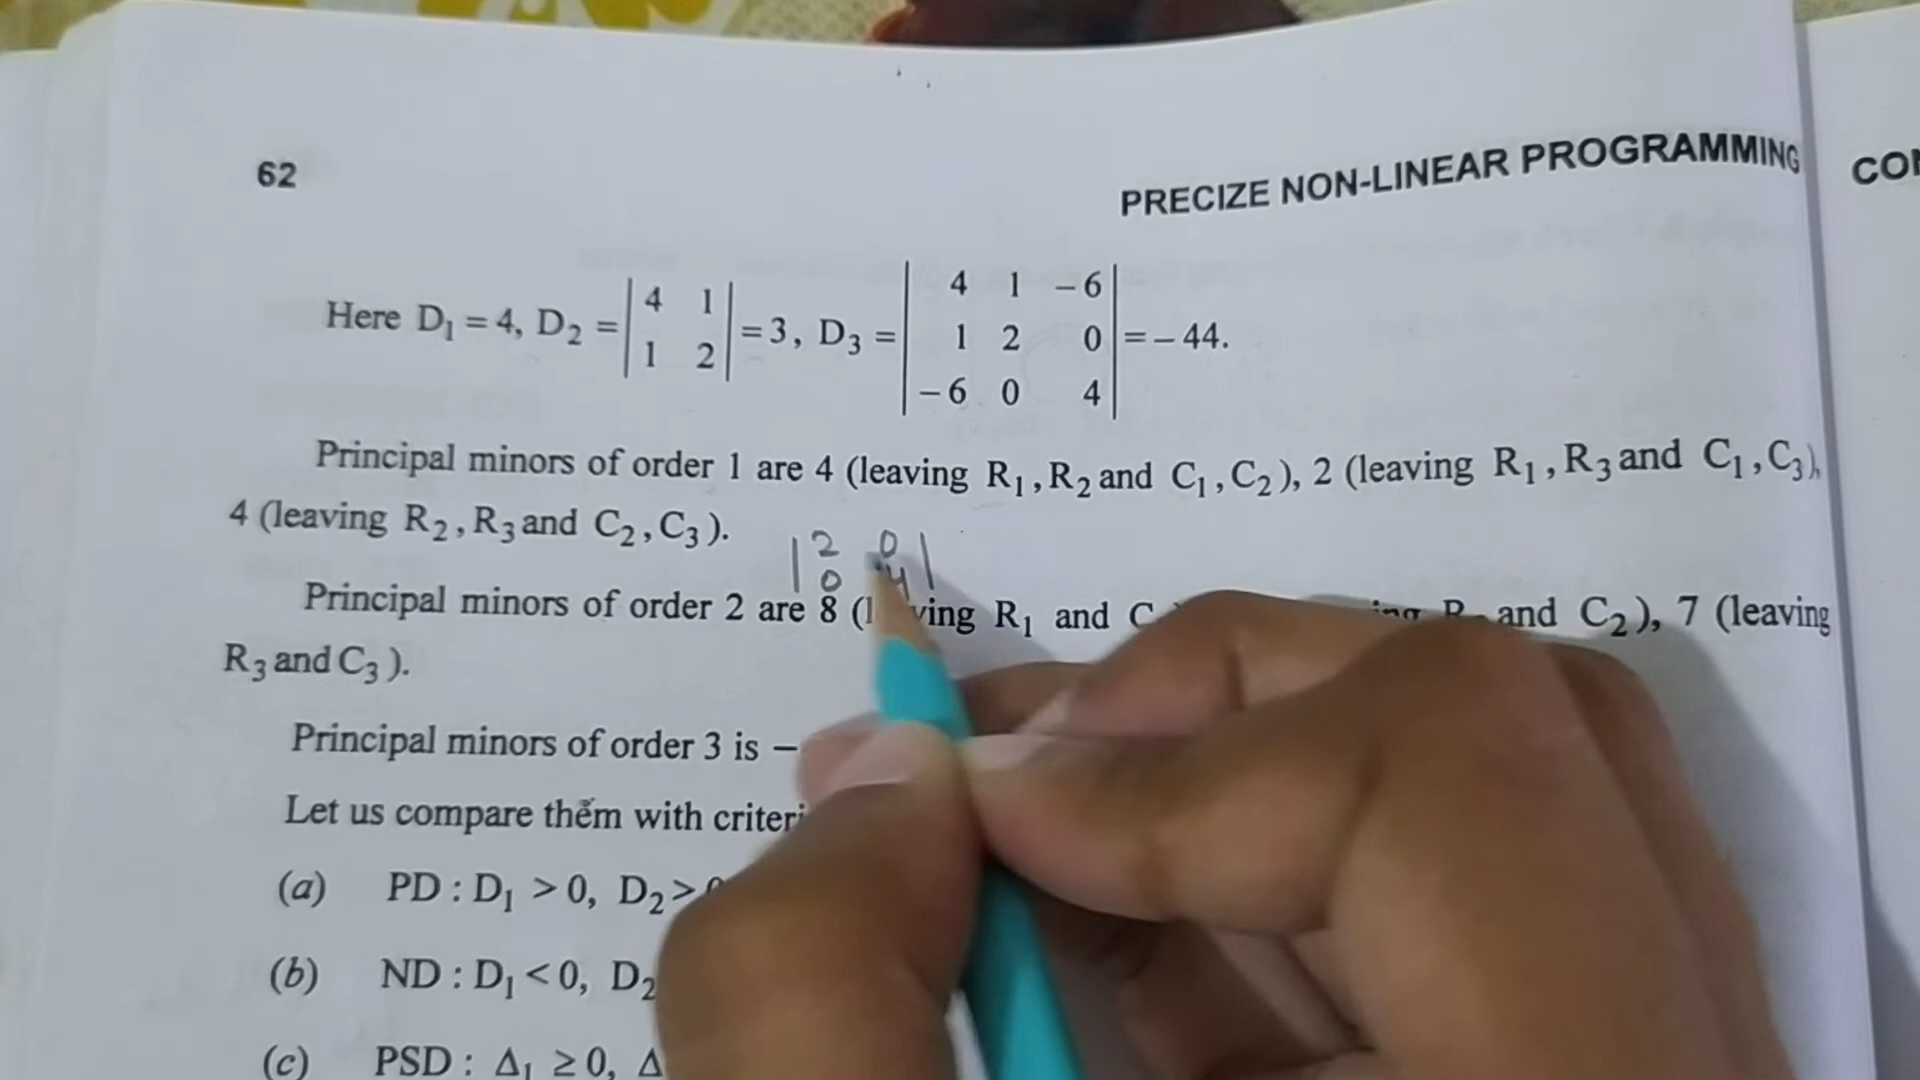 62
PRECIZE NON-LINEAR PROGRAMMING
CO
Here D₁ = 4, D₂ = | 4 1 ; 1 2 | = 3, D₃ = | 4 1 −6 ; 1 2 0 ; −6 0 4 | = − 44.
Principal minors of order 1 are 4 (leaving R₁, R₂ and C₁, C₂), 2 (leaving R₁, R₃ and C₁, C₃),
4 (leaving R₂, R₃ and C₂, C₃).
| 2 0 ; 0 4 |
Principal minors of order 2 are 8 ( R₁ and C and C₂), 7 (leaving
R₃ and C₃).
Principal minors of order 3 is −
Let us compare them with
(a) PD : D₁ > 0, D₂ >
(b) ND : D₁ < 0, D₂
(c) PSD : Δ₁ ≥ 0, Δ